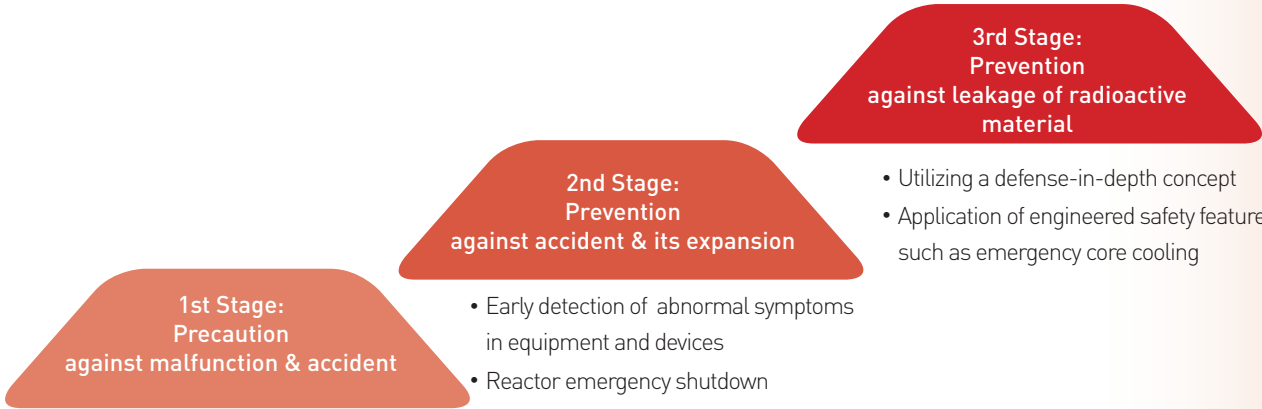 1st Stage:
Precaution
against malfunction & accident
2nd Stage:
Prevention
against accident & its expansion
• Early detection of abnormal symptoms
in equipment and devices
• Reactor emergency shutdown
3rd Stage:
Prevention
against leakage of radioactive
material
• Utilizing a defense-in-depth concept
• Application of engineered safety feature
such as emergency core cooling